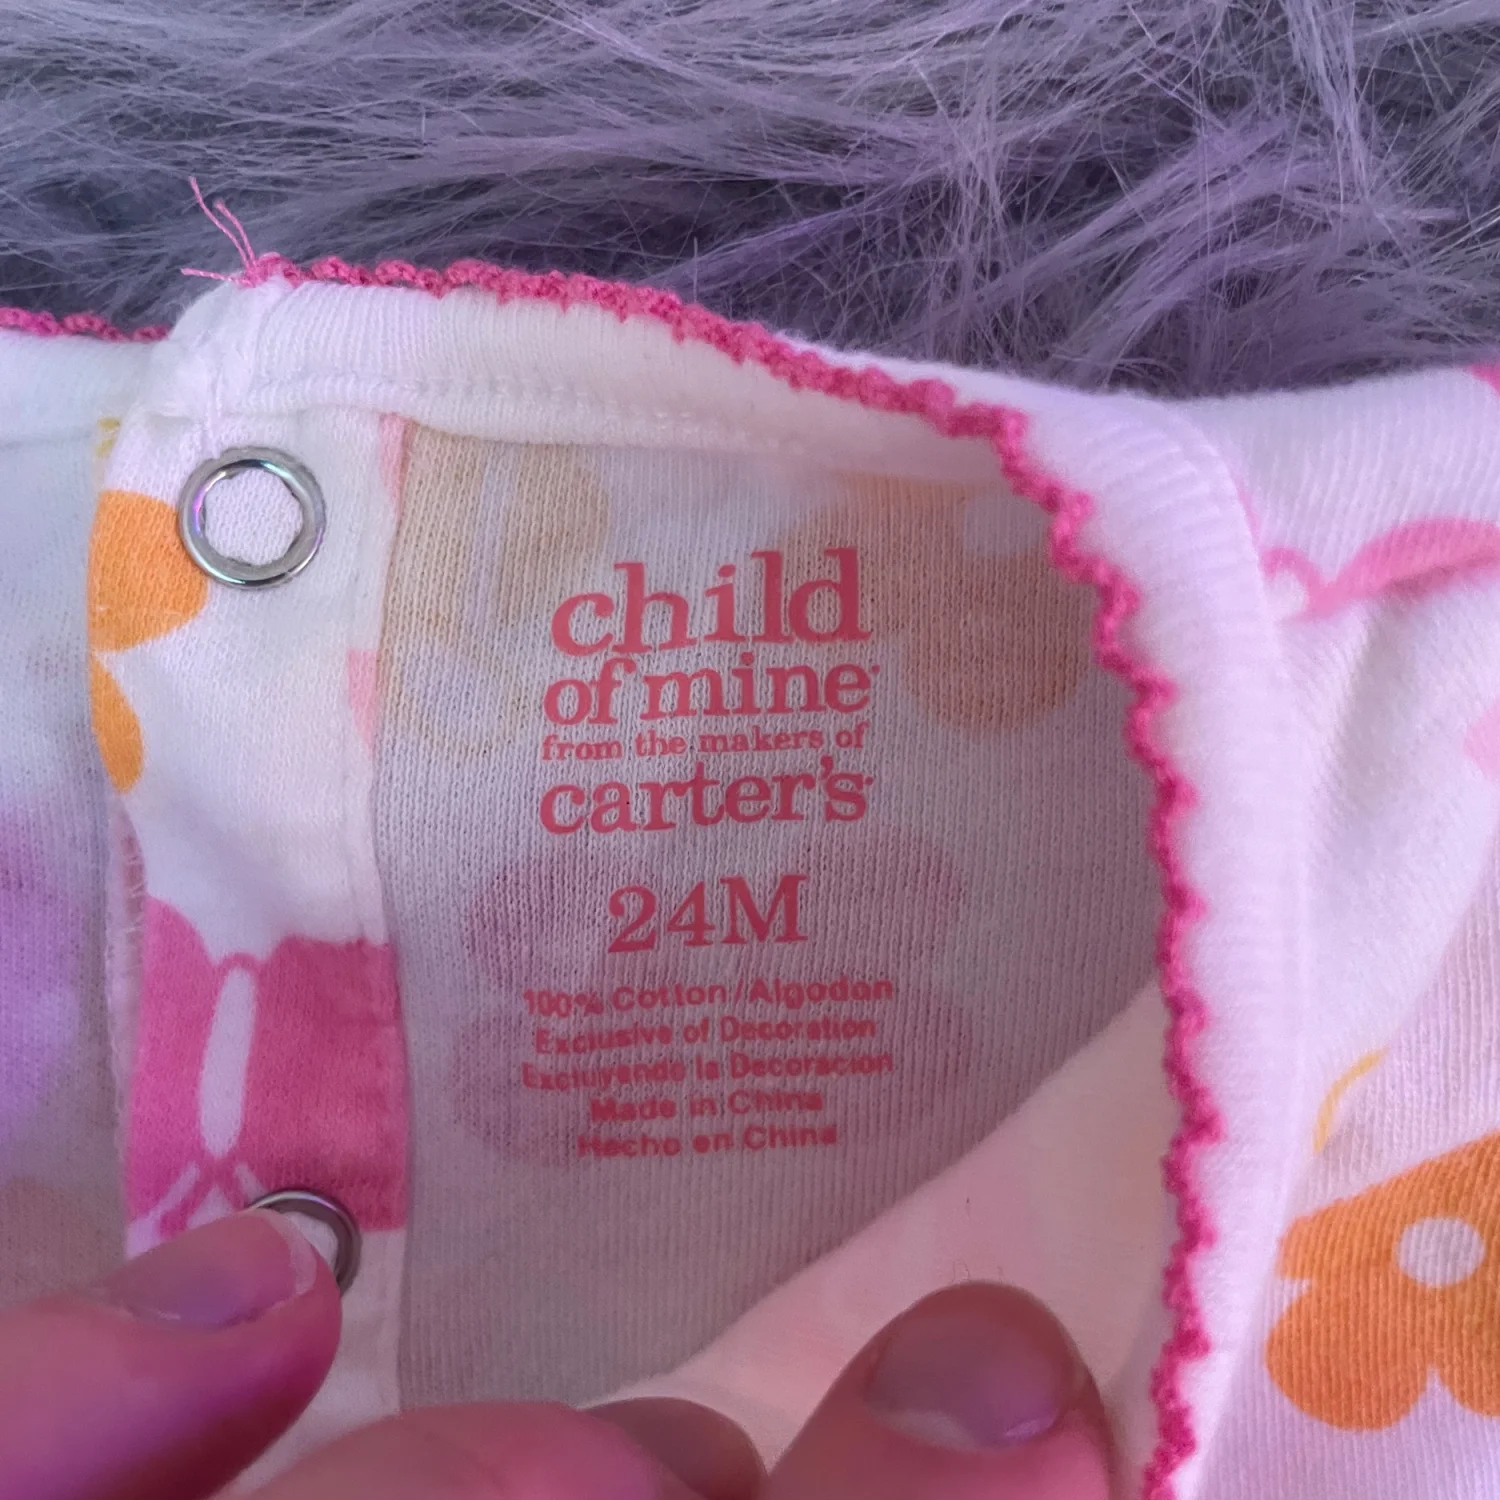 child
of mine
from the makers of
carter's
24M
100% Cotton/Algodon
Exclusive of Decoration
Excluyendo la Decoracion
Made in China
Hecho en China